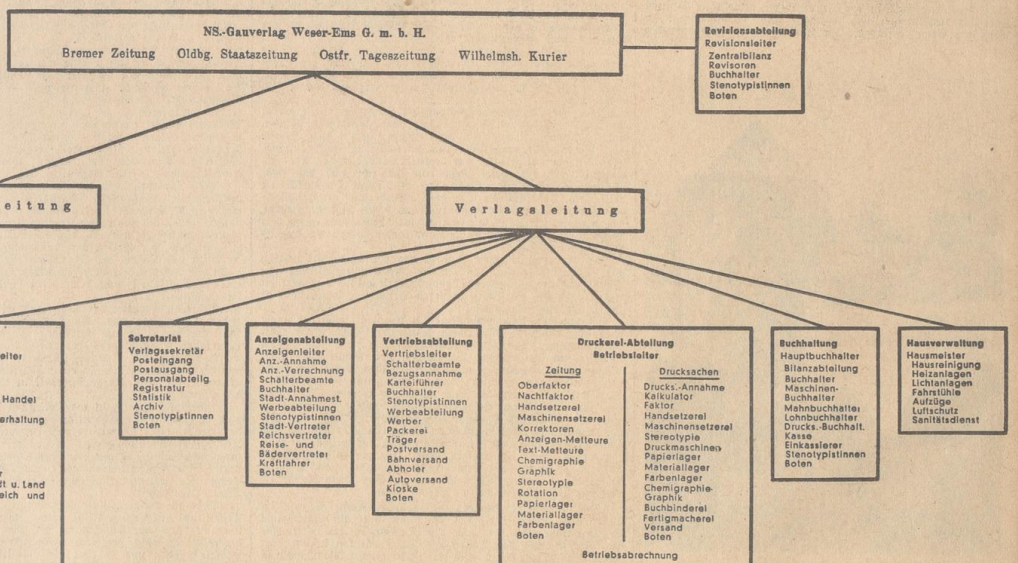 NS.-Gauverlag Weser-Ems G. m. b. H.
Bremer Zeitung Oldbg. Staatszeitung Ostfr. Tageszeitung Wilhelmsh. Kurier
Revisionsabteilung
Revisionsleiter
Zentralbilanz
Revisoren
Buchhalter
Stenotypistinnen
Boten
eitung
Verlagsleitung
eiter
Handel
erhaltung
r
ft u. Land
eich und
Sekretariat
Verlagssekretär
Posteingang
Postausgang
Personalabteilg.
Registratur
Statistik
Archiv
Stenotypistinnen
Boten
Anzeigenabteilung
Anzeigenleiter
Anz.-Annahme
Anz.-Verrechnung
Schalterbeamte
Buchhalter
Stadt-Annahmest.
Werbeabteilung
Stenotypistinnen
Stadt-Vertreter
Reichsvertreter
Reise- und
Bädervertreter
Kraftfahrer
Boten
Vertriebsabteilung
Vertriebsleiter
Schalterbeamte
Bezugsannahme
Karteiführer
Buchhalter
Stenotypistinnen
Werbeabteilung
Werber
Packerei
Träger
Postversand
Bahnversand
Abholer
Autoversand
Kioske
Boten
Druckerei-Abteilung
Betriebsleiter
Zeitung
Oberfaktor
Nachtfaktor
Handsetzerei
Maschinensetzerei
Korrektoren
Anzeigen-Metteure
Text-Metteure
Chemigraphie
Graphik
Stereotypie
Rotation
Papierlager
Materiallager
Farbenlager
Boten
Drucksachen
Drucks.-Annahme
Kalkulator
Faktor
Handsetzerei
Maschinensetzerei
Stereotypie
Druckmaschinen
Papierlager
Materiallager
Farbenlager
Chemigraphie
Graphik
Buchbinderei
Fertigmacherei
Versand
Boten
Betriebsabrechnung
Buchhaltung
Hauptbuchhalter
Bilanzabteilung
Buchhalter
Maschinen-
Buchhalter
Mahnbuchhalter
Lohnbuchhalter
Drucks.-Buchhalt.
Kasse
Einkassierer
Stenotypistinnen
Boten
Hausverwaltung
Hausmeister
Hausreinigung
Heizanlagen
Lichtanlagen
Fahrstühle
Aufzüge
Luftschutz
Sanitätsdienst